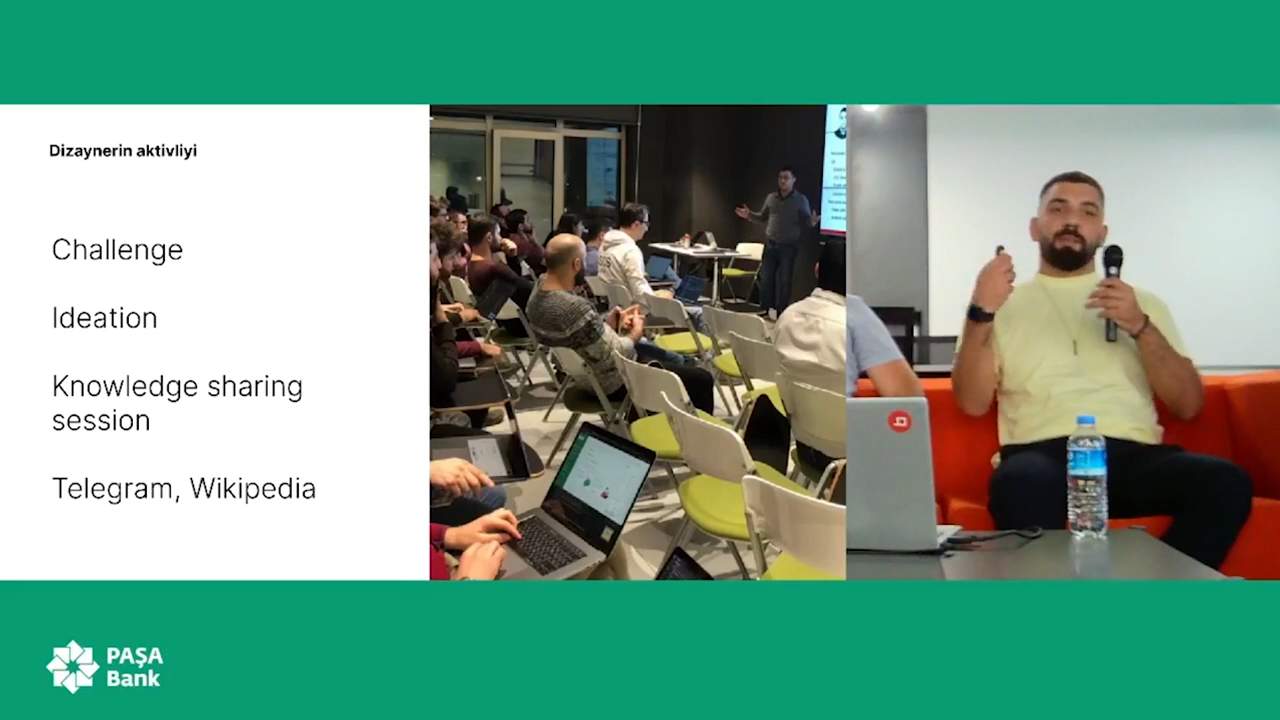 Dizaynerin aktivliyi
Challenge
Ideation
Knowledge sharing
session
Telegram, Wikipedia
PAŞA
Bank